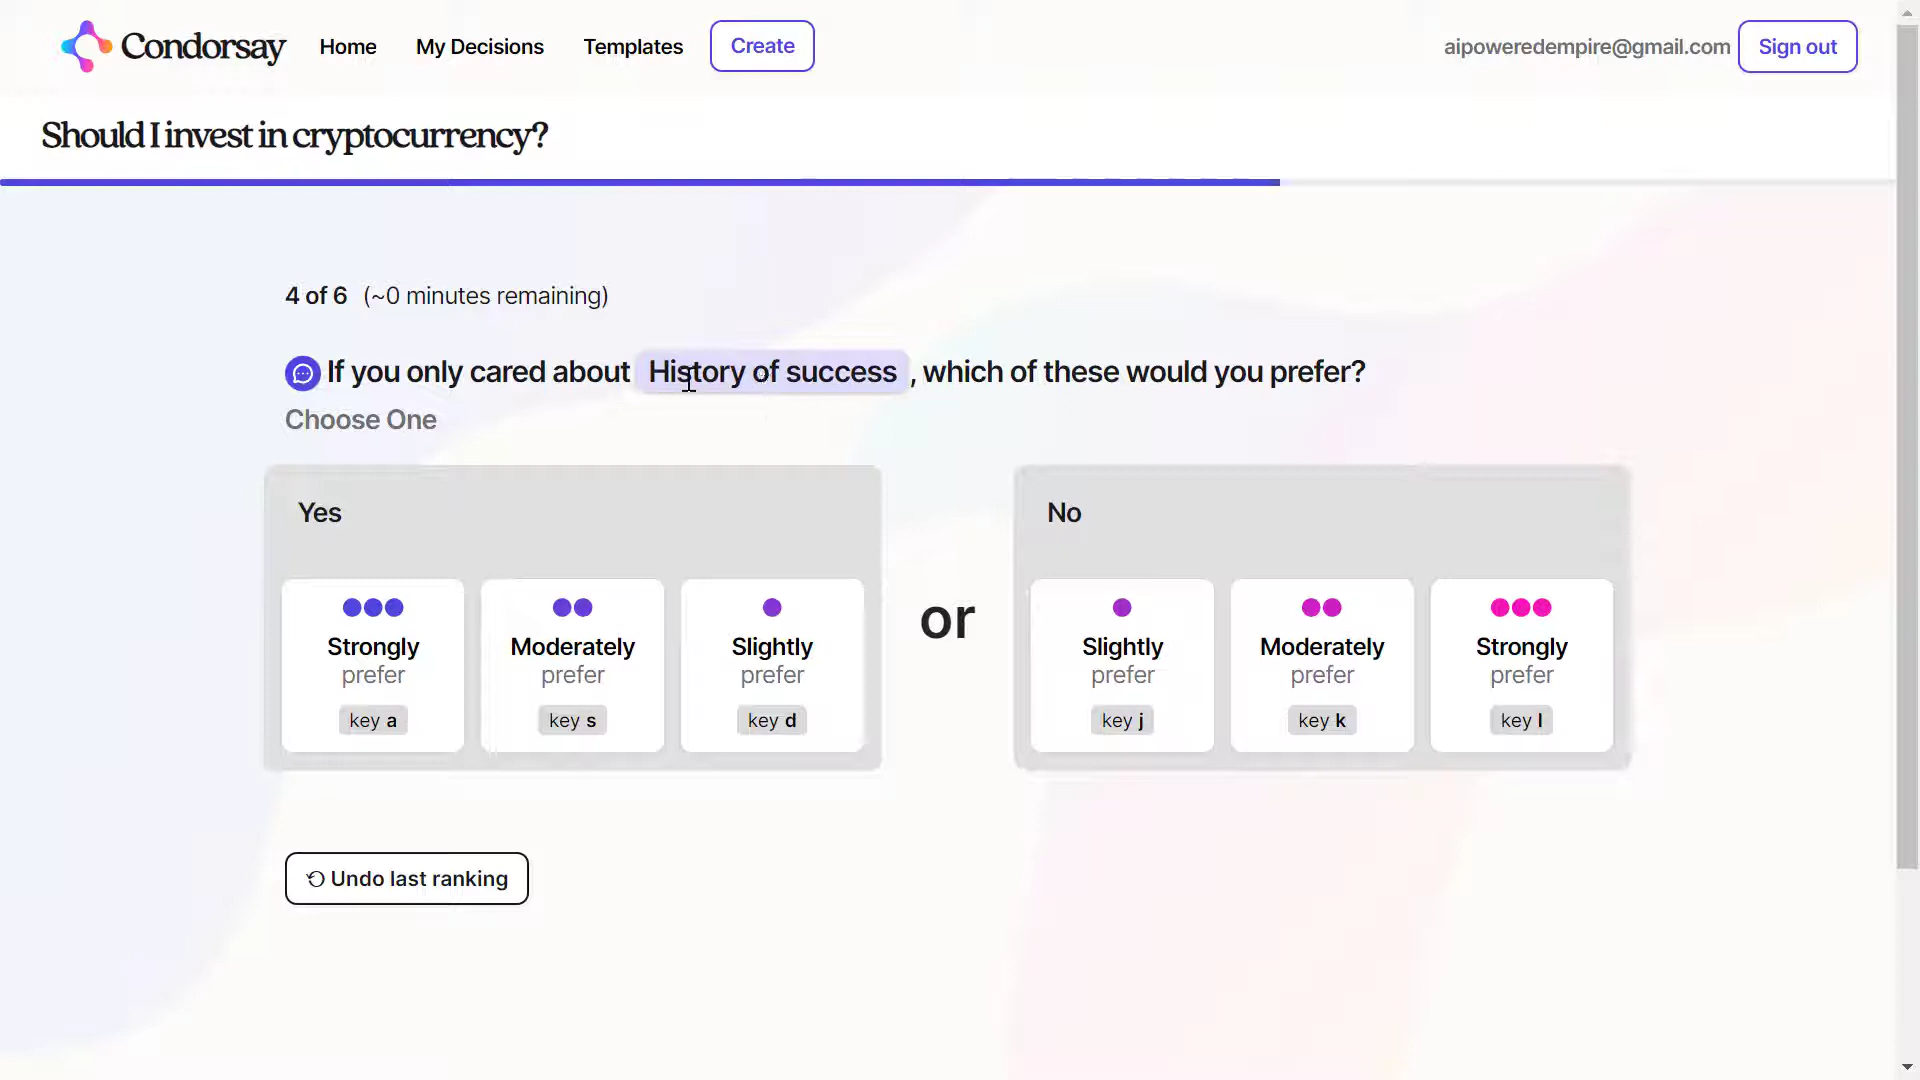 Condorsay Home My Decisions Templates Create aipoweredempire@gmail.com Sign out
Should I invest in cryptocurrency?
4 of 6 (~0 minutes remaining)
If you only cared about History of success , which of these would you prefer?
Choose One
Yes
Strongly prefer key a
Moderately prefer key s
Slightly prefer key d
or
No
Slightly prefer key j
Moderately prefer key k
Strongly prefer key l
Undo last ranking